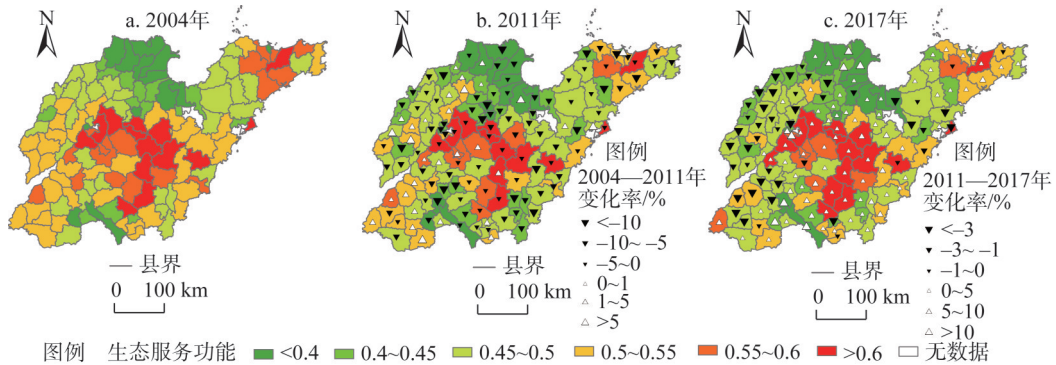 N
a. 2004年
N
b. 2011年
N
c. 2017年
县界
0 100 km
图例
2004—2011年
变化率/%
<–10
–10~ –5
–5~0
0~1
1~5
>5
县界
0 100 km
图例
2011—2017年
变化率/%
<–3
–3~ –1
–1~0
0~5
5~10
>10
县界
0 100 km
图例 生态服务功能 <0.4 0.4~0.45 0.45~0.5 0.5~0.55 0.55~0.6 >0.6 无数据